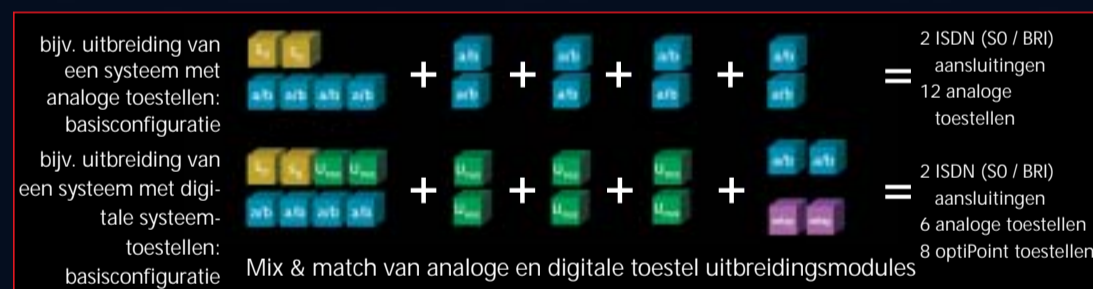 bijv. uitbreiding van
een systeem met
analoge toestellen:
basisconfiguratie
a/b a/b a/b a/b
a/b a/b a/b a/b
a/b a/b a/b a/b
2 ISDN (S0 / BRI)
aansluitingen
12 analoge
toestellen
bijv. uitbreiding van
een systeem met digi-
tale systeem-
toestellen:
basisconfiguratie
a/b a/b a/b a/b
a/b a/b
2 ISDN (S0 / BRI)
aansluitingen
6 analoge toestellen
8 optiPoint toestellen
Mix & match van analoge en digitale toestel uitbreidingsmodules